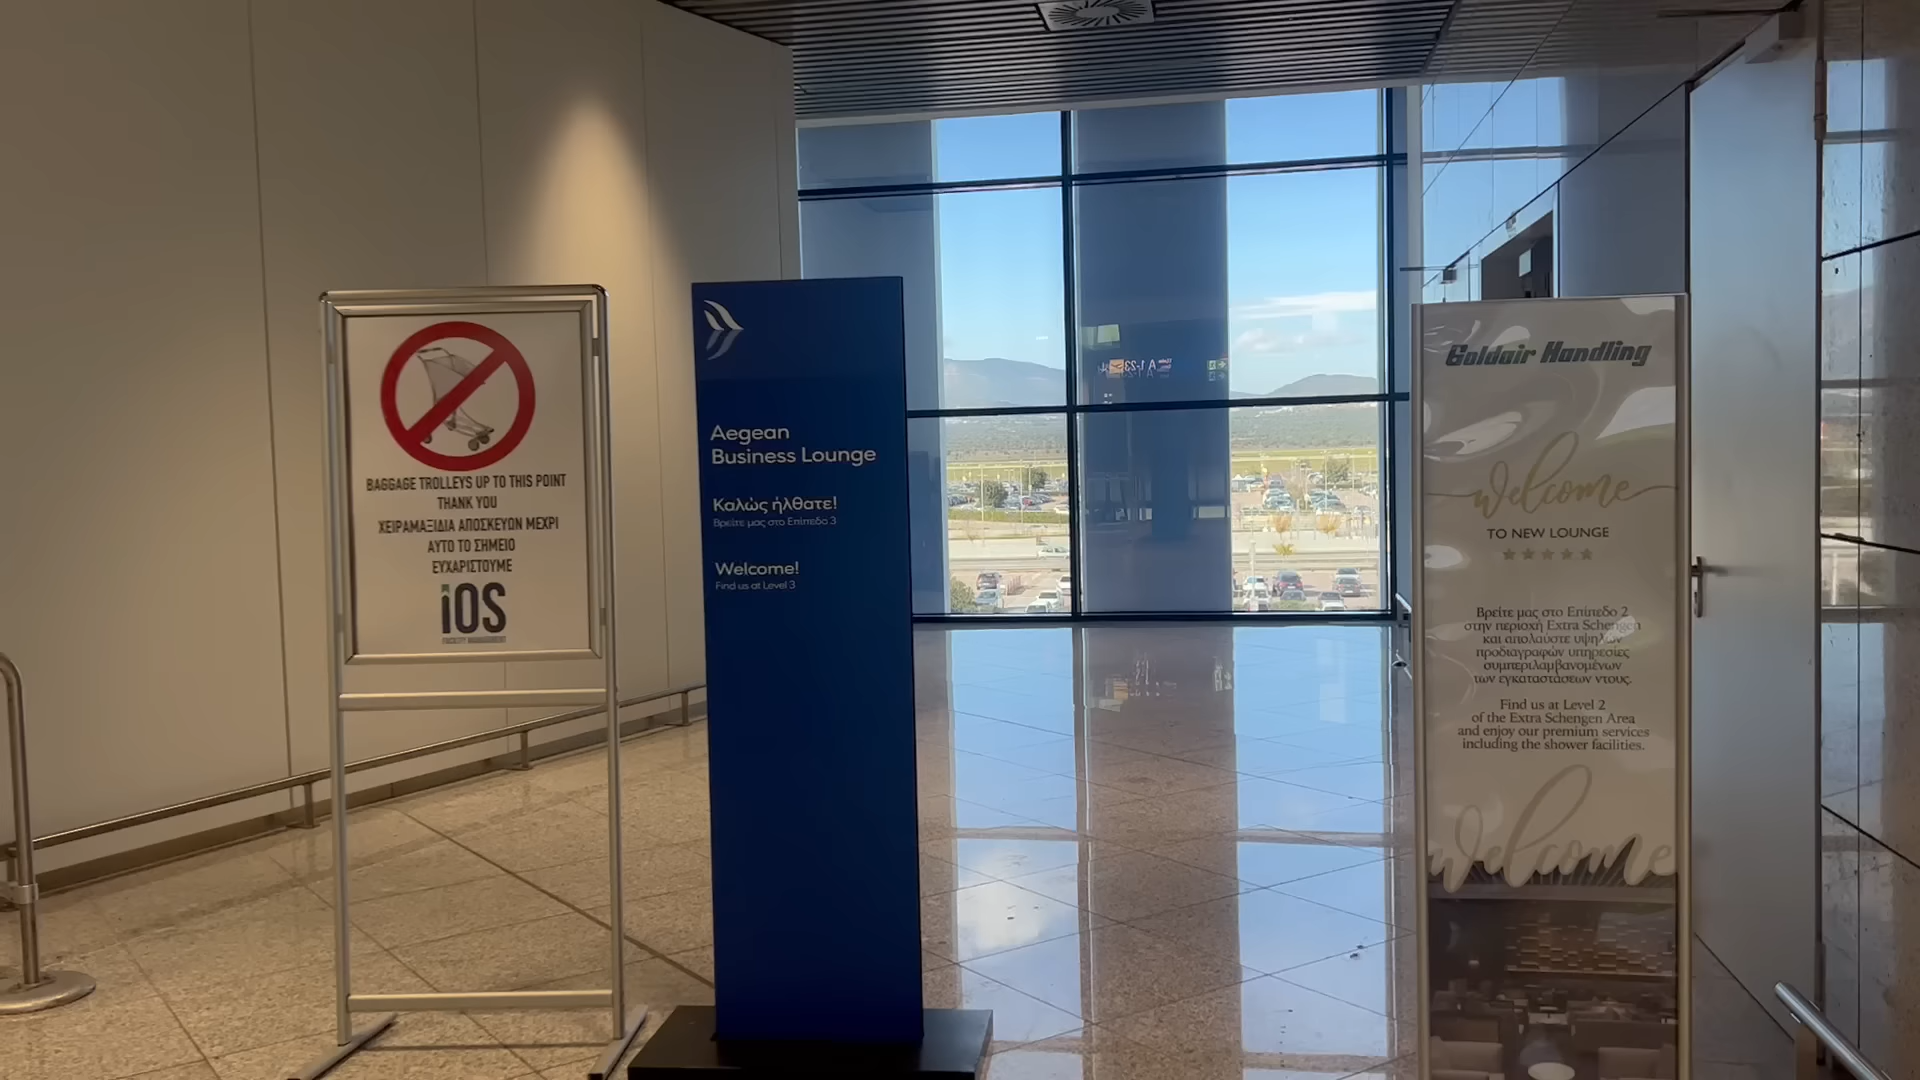 BAGGAGE TROLLEYS UP TO THIS POINT
THANK YOU
ΧΕΙΡΑΜΑΞΙΔΙΑ ΑΠΟΣΚΕΥΩΝ ΜΕΧΡΙ
ΑΥΤΟ ΤΟ ΣΗΜΕΙΟ
ΕΥΧΑΡΙΣΤΟΥΜΕ
iOS
FACILITY MANAGEMENT
Aegean
Business Lounge
Καλώς ήλθατε!
Βρείτε μας στο Επίπεδο 3
Welcome!
Find us at Level 3
Goldair Handling
welcome
TO NEW LOUNGE
Βρείτε μας στο Επίπεδο 2
στην περιοχή Extra Schengen
και απολαύστε υψηλών
προδιαγραφών υπηρεσίες
συμπεριλαμβανομένων
των εγκαταστάσεων ντους.
Find us at Level 2
of the Extra Schengen Area
and enjoy our premium services
including the shower facilities.
welcome